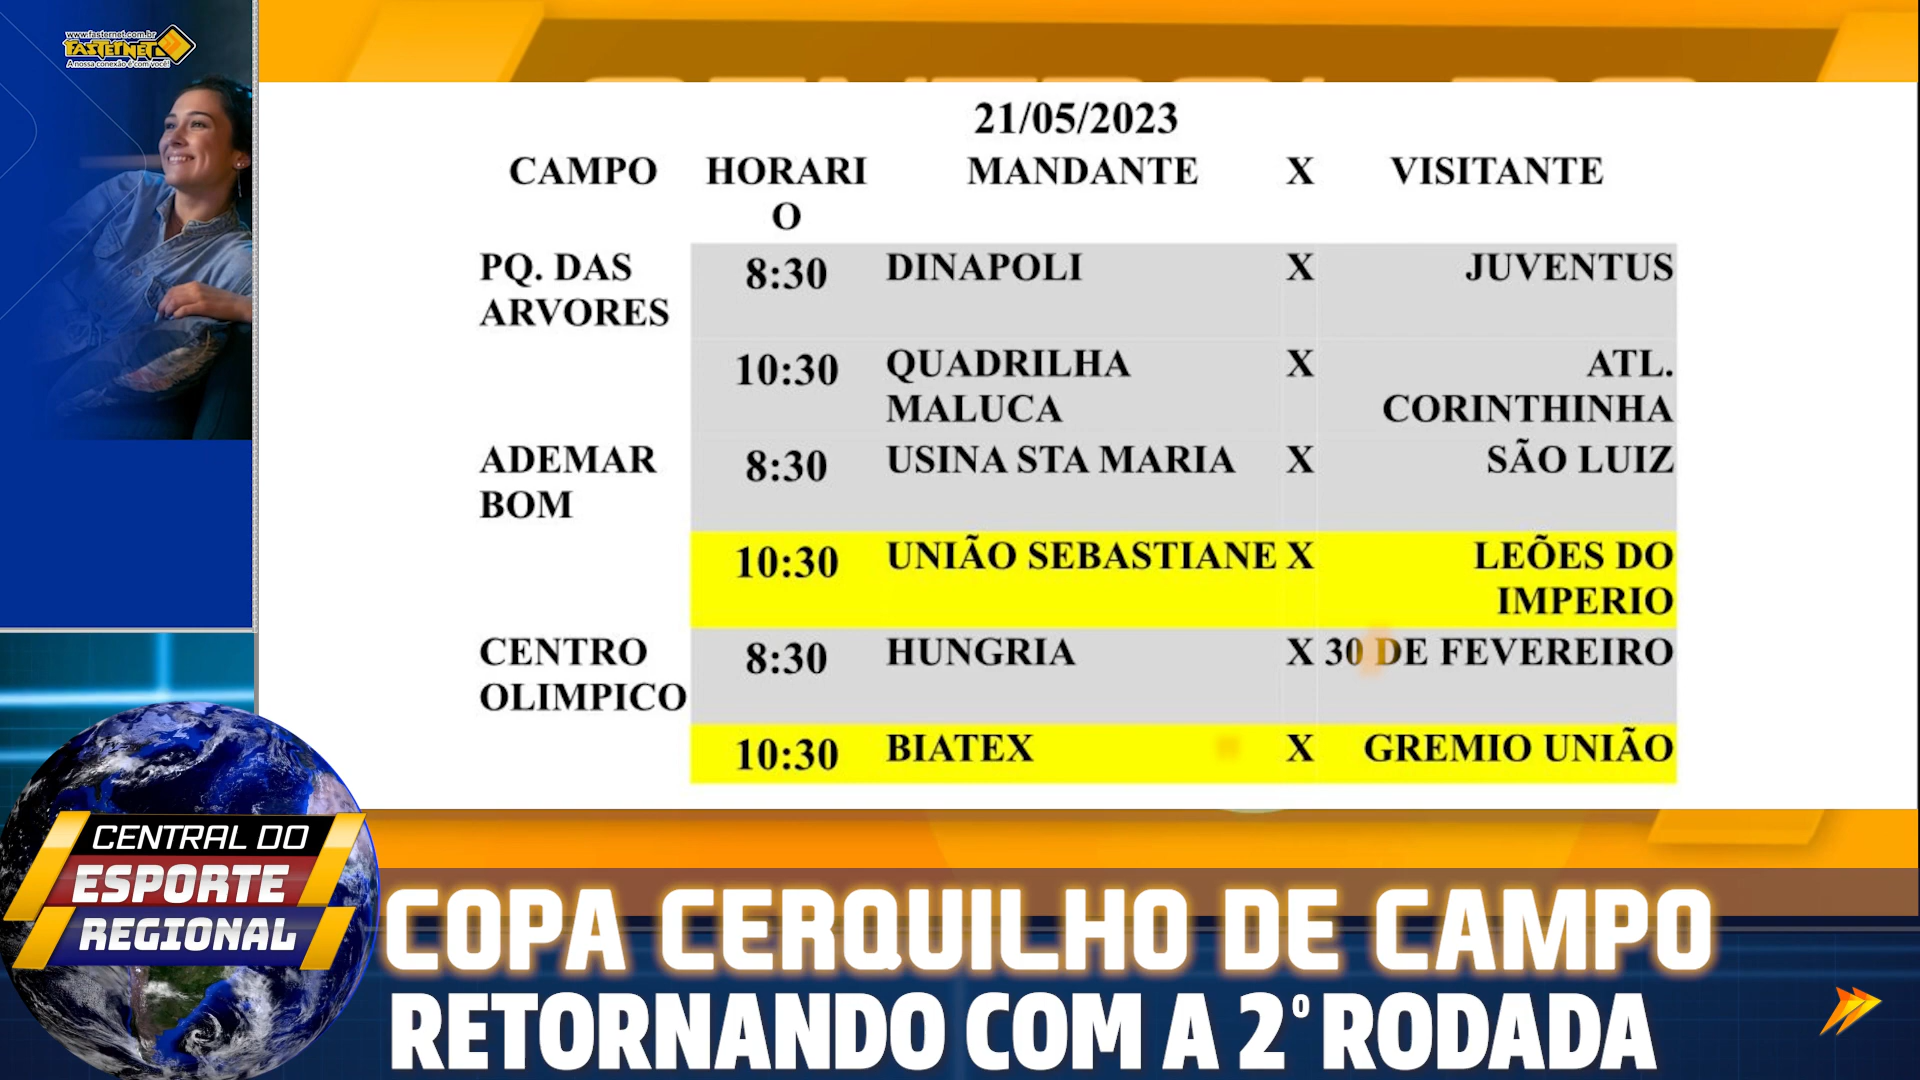 www.fasternet.com.br
FASTERNET
A nossa conexão é com você!
21/05/2023
CAMPO HORARI MANDANTE X VISITANTE
O
PQ. DAS 8:30 DINAPOLI X JUVENTUS
ARVORES
10:30 QUADRILHA X ATL.
MALUCA CORINTHINHA
ADEMAR 8:30 USINA STA MARIA X SÃO LUIZ
BOM
10:30 UNIÃO SEBASTIANE X LEÕES DO
IMPERIO
CENTRO 8:30 HUNGRIA X 30 DE FEVEREIRO
OLIMPICO
10:30 BIATEX X GREMIO UNIÃO
CENTRAL DO
ESPORTE
REGIONAL
COPA CERQUILHO DE CAMPO
RETORNANDO COM A 2º RODADA